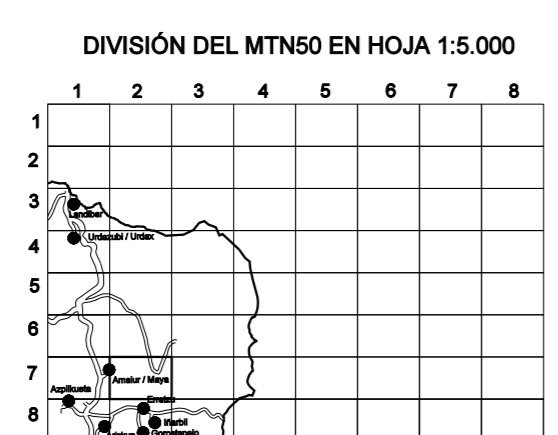 DIVISIÓN DEL MTN50 EN HOJA 1:5.000
1 2 3 4 5 6 7 8
1
2
3
Landibar
4
Urdazubi / Urdax
5
6
7
Amaiur / Maya
Azpilkueta
Erratzu
8
Iñarbil
Gorostapalo